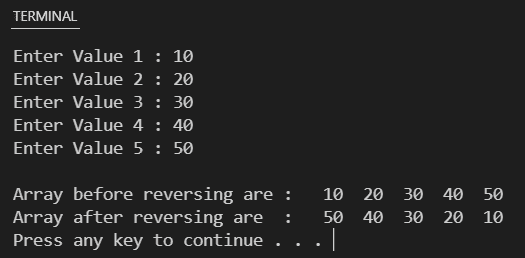 TERMINAL
Enter Value 1 : 10
Enter Value 2 : 20
Enter Value 3 : 30
Enter Value 4 : 40
Enter Value 5 : 50
Array before reversing are :   10  20  30  40  50
Array after reversing are  :   50  40  30  20  10
Press any key to continue . . .